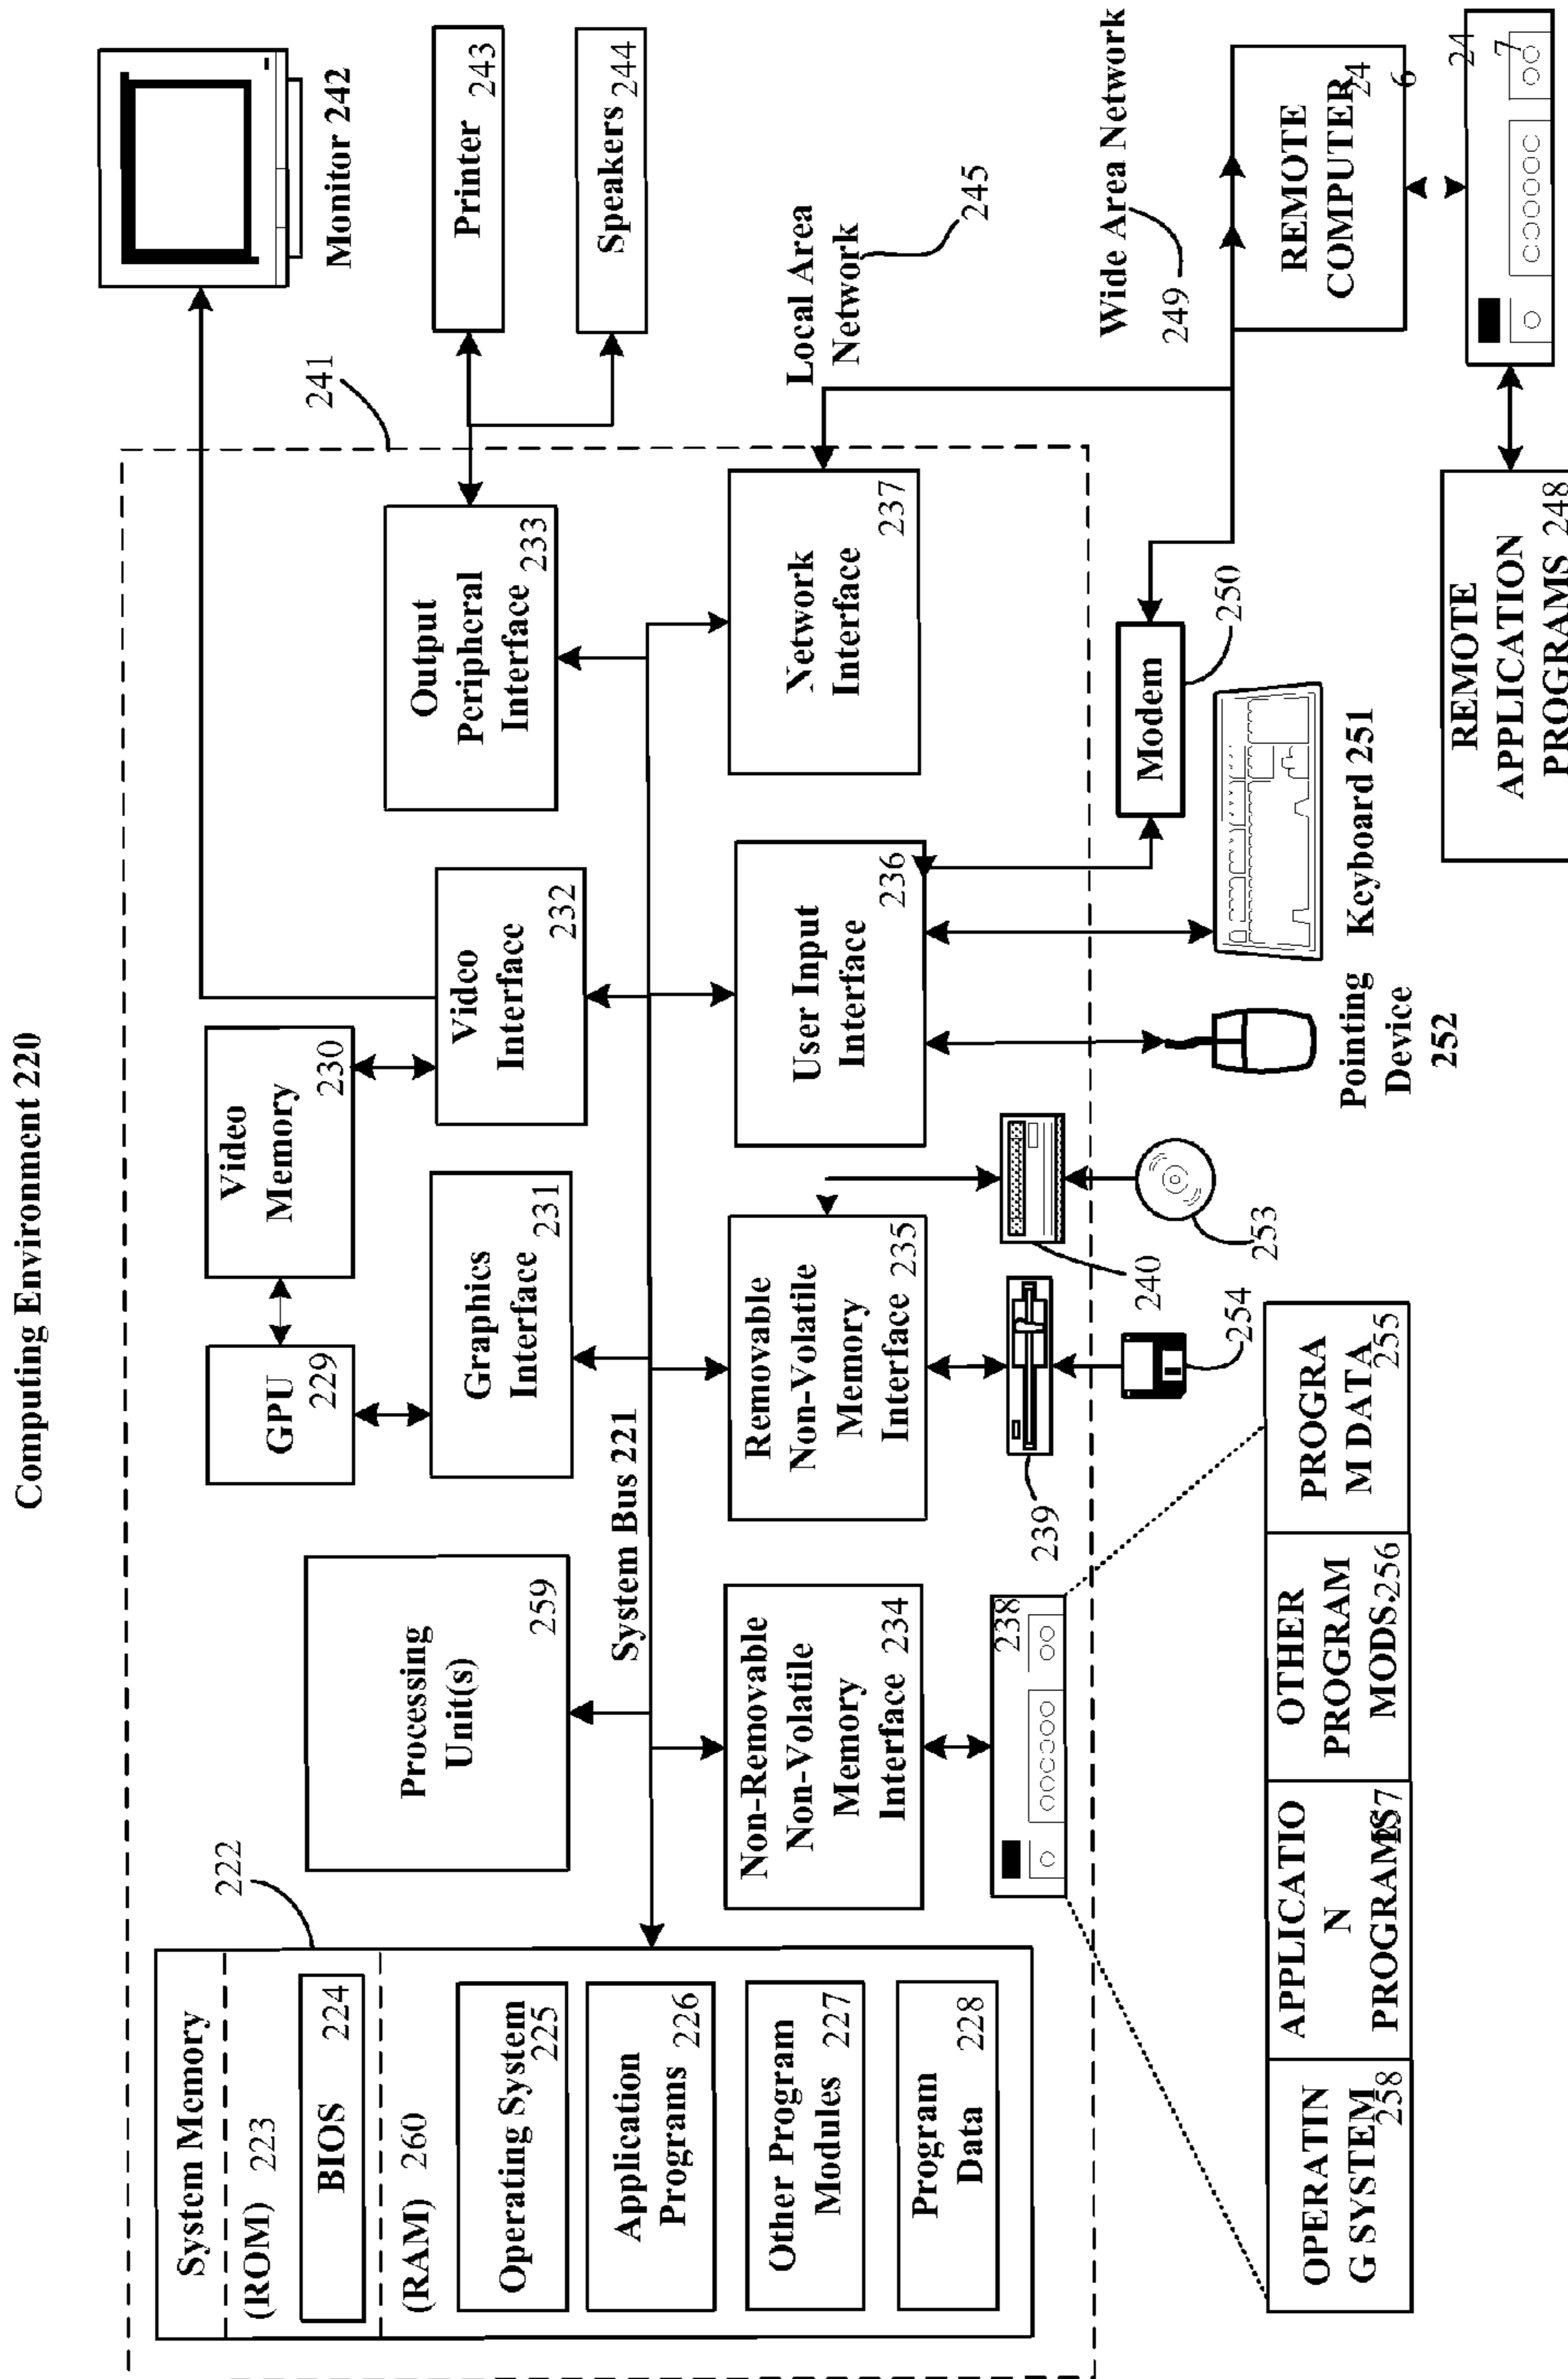 Computing Environment 220
System Memory
(ROM) 223
BIOS 224
(RAM) 260
Operating System
225
Application
Programs 226
Other Program
Modules 227
Program
Data 228
222
Processing
Unit(s)
259
System Bus 221
GPU
229
Video
Memory
230
Graphics
Interface 231
Video
Interface
232
Output
Peripheral
Interface 233
241
Monitor 242
Printer
243
Speakers 244
Non-Removable
Non-Volatile
Memory
Interface 234
Removable
Non-Volatile
Memory
Interface 235
User Input
Interface
236
Network
Interface
237
Local Area
Network
245
238
239
240
254
253
Pointing
Device
252
Keyboard 251
Modem
250
Wide Area Network
249
REMOTE
COMPUTER
24
6
24
7
REMOTE
APPLICATION
PROGRAMS 248
OPERATIN
G SYSTEM
258
APPLICATIO
N
PROGRAMS
257
OTHER
PROGRAM
MODS. 256
PROGRA
M DATA
255